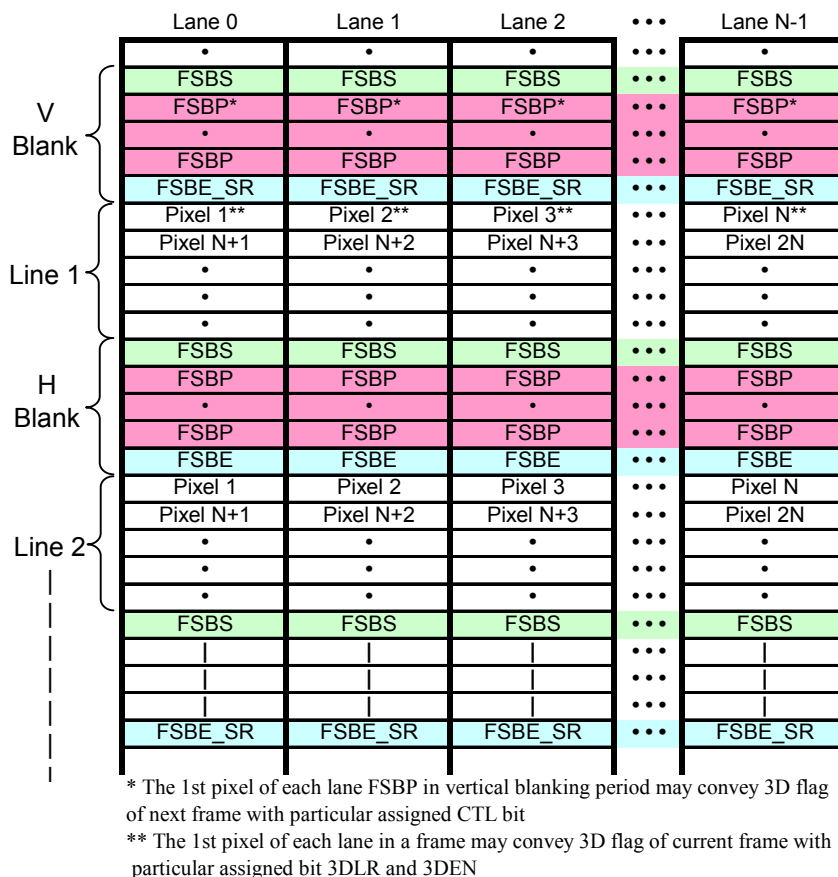 Lane 0 Lane 1 Lane 2 ••• Lane N-1
• • • ••• •
FSBS FSBS FSBS ••• FSBS
V Blank FSBP* FSBP* FSBP* ••• FSBP*
• • • ••• •
FSBP FSBP FSBP ••• FSBP
FSBE_SR FSBE_SR FSBE_SR ••• FSBE_SR
Pixel 1** Pixel 2** Pixel 3** ••• Pixel N**
Pixel N+1 Pixel N+2 Pixel N+3 ••• Pixel 2N
Line 1 • • • ••• •
• • • ••• •
• • • ••• •
FSBS FSBS FSBS ••• FSBS
H Blank FSBP FSBP FSBP ••• FSBP
• • • ••• •
FSBP FSBP FSBP ••• FSBP
FSBE FSBE FSBE ••• FSBE
Pixel 1 Pixel 2 Pixel 3 ••• Pixel N
Pixel N+1 Pixel N+2 Pixel N+3 ••• Pixel 2N
Line 2 • • • ••• •
• • • ••• •
• • • ••• •
FSBS FSBS FSBS ••• FSBS
| | | ••• |
| | | ••• |
| | | ••• |
FSBE_SR FSBE_SR FSBE_SR ••• FSBE_SR
* The 1st pixel of each lane FSBP in vertical blanking period may convey 3D flag
of next frame with particular assigned CTL bit
** The 1st pixel of each lane in a frame may convey 3D flag of current frame with
particular assigned bit 3DLR and 3DEN